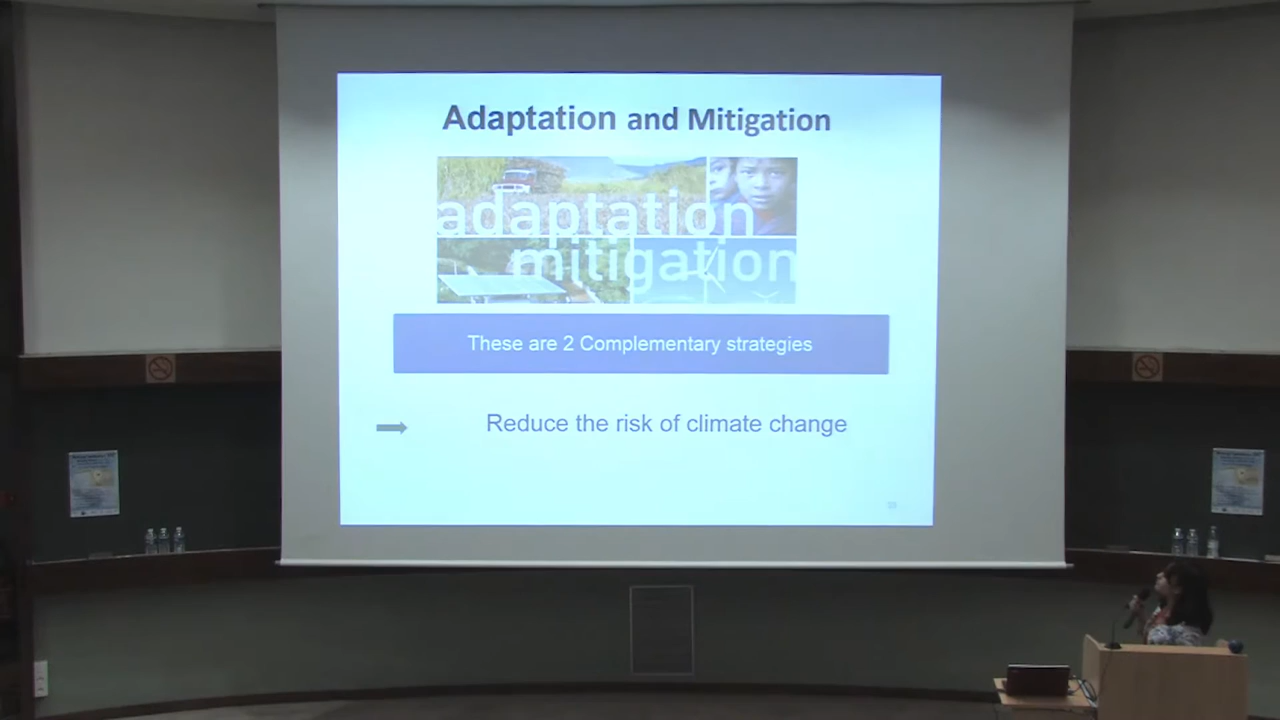 Adaptation and Mitigation
adaptation
mitigation
These are 2 Complementary strategies
Reduce the risk of climate change